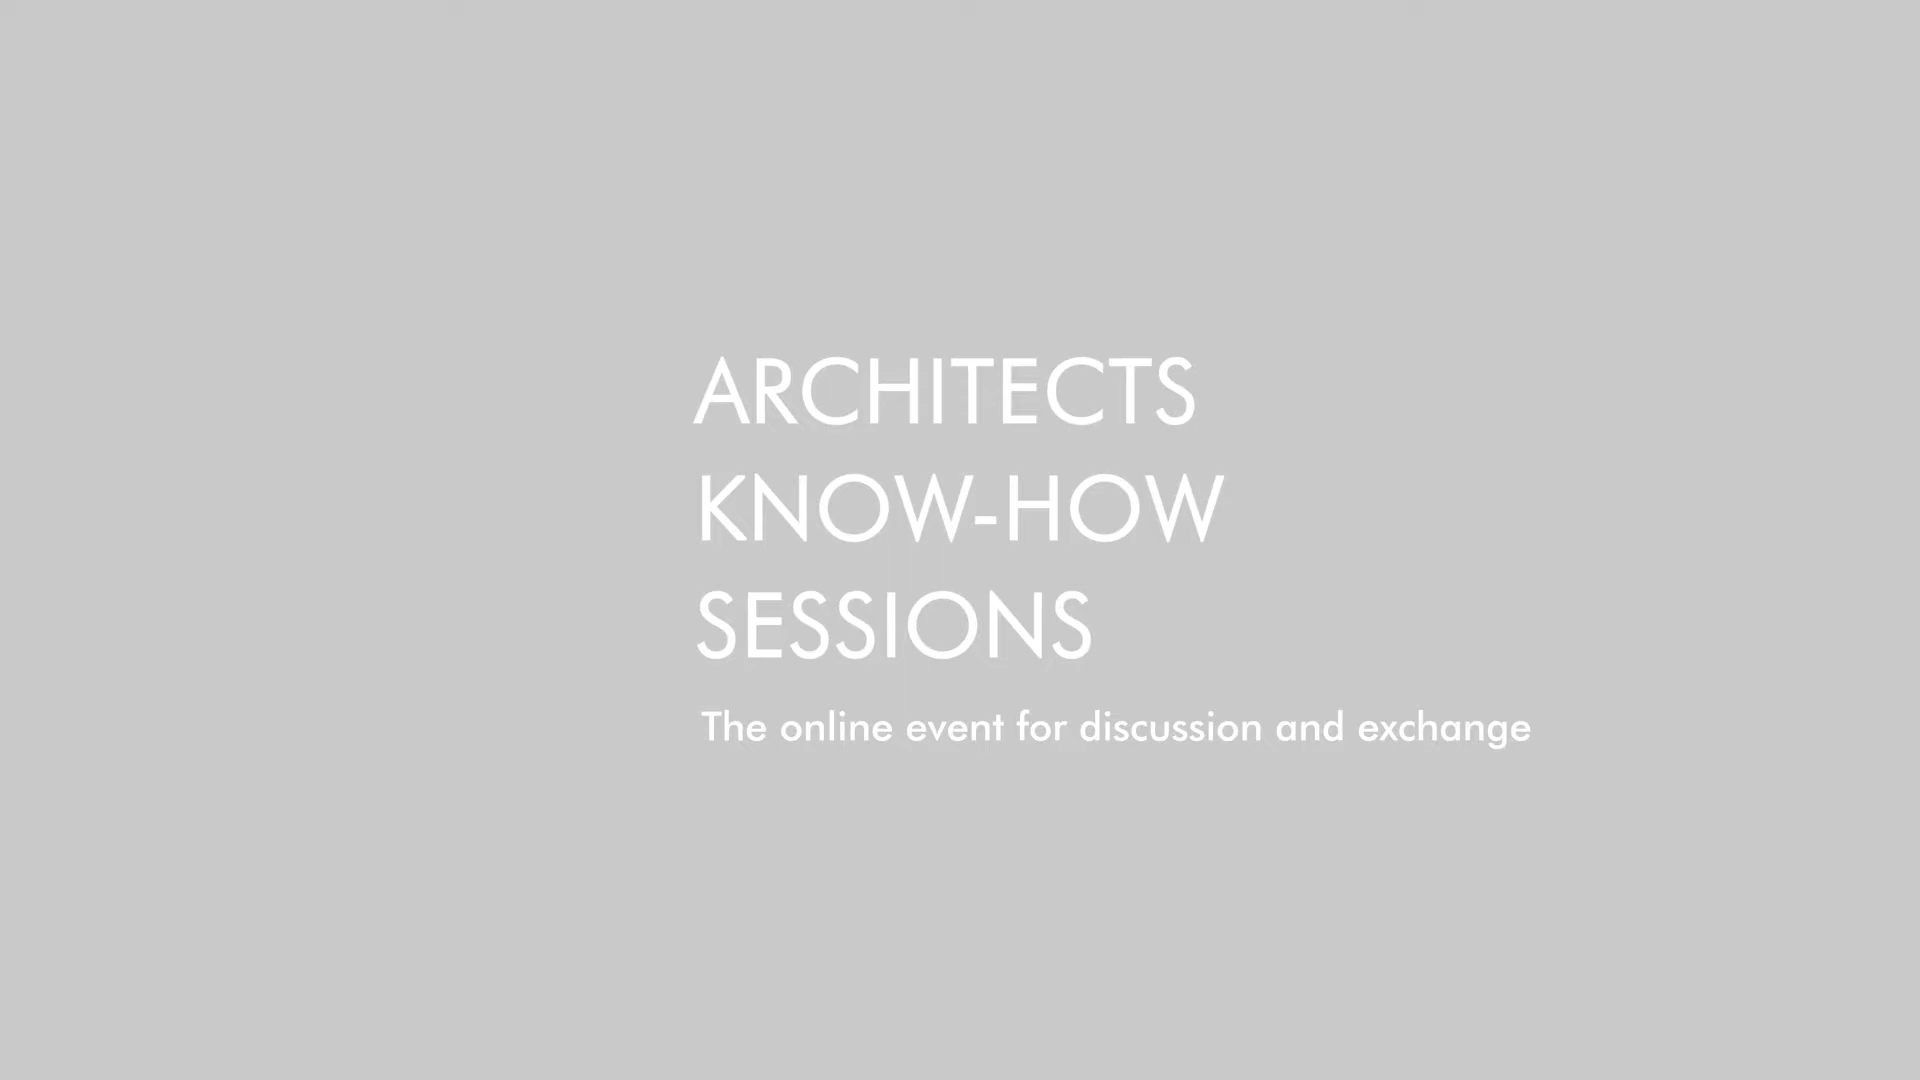 ARCHITECTS
KNOW-HOW
SESSIONS
The online event for discussion and exchange